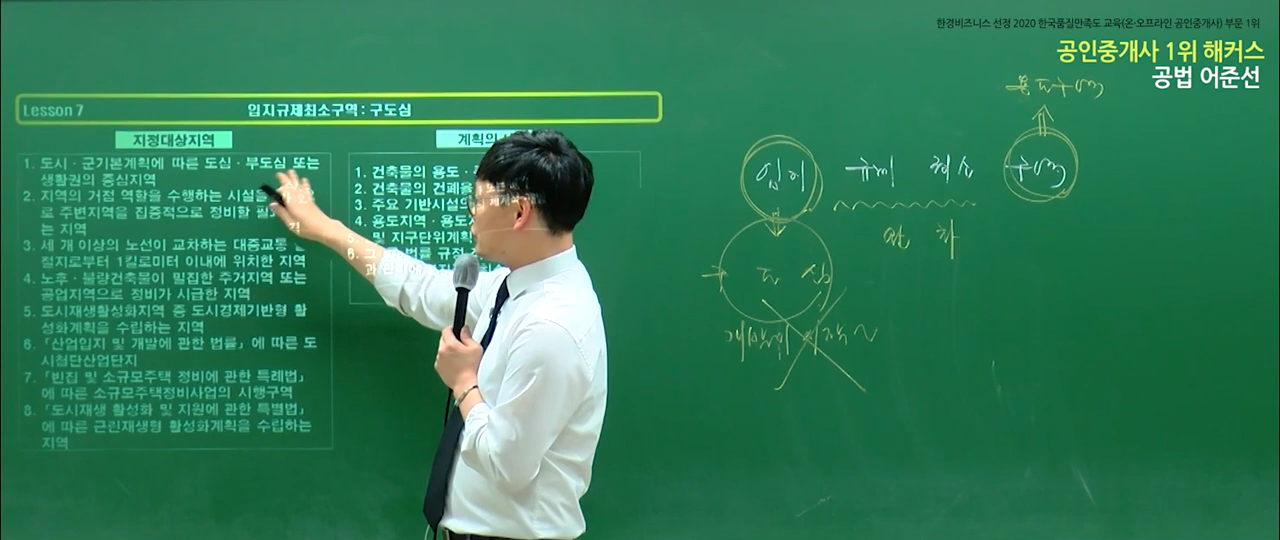 한경비즈니스 선정 2020 한국품질만족도 교육(온·오프라인 공인중개사) 부문 1위
공인중개사 1위 해커스
공법 어준선
Lesson 7
입지규제최소구역 : 구도심
지정대상지역
1. 도시 · 군기본계획에 따른 도심 · 부도심 또는
생활권의 중심지역
2. 지역의 거점 역할을 수행하는 시설을
로 주변지역을 집중적으로 정비할
는 지역
3. 세 개 이상의 노선이 교차하는 대중교통
점지로부터 1킬로미터 이내에 위치한 지역
4. 노후 · 불량건축물이 밀집한 주거지역 또는
공업지역으로 정비가 시급한 지역
5. 도시재생활성화지역 중 도시경제기반형 활
성화계획을 수립하는 지역
6. 「산업입지 및 개발에 관한 법률」에 따른 도
시첨단산업단지
7. 「빈집 및 소규모주택 정비에 관한 특례법」
에 따른 소규모주택정비사업의 시행구역
8. 「도시재생 활성화 및 지원에 관한 특별법」
에 따른 근린재생형 활성화계획을 수립하는
지역
계획의
1. 건축물의 용도 ·
2. 건축물의 건폐율
3. 주요 기반시설의
4. 용도지역 · 용도
5. 및 지구단위계획
6. 그 법률 규정
입지 규제 최소
완화
도심